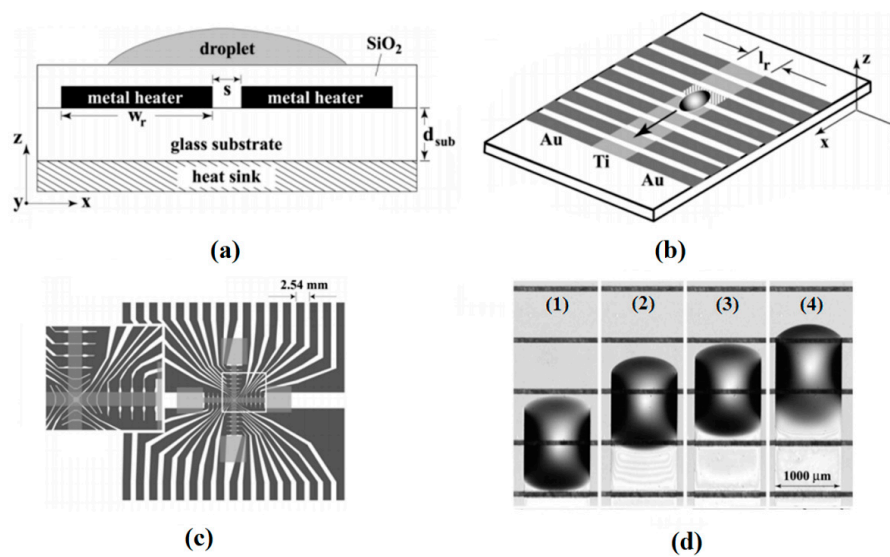 droplet
SiO2
metal heater
s
metal heater
wr
dsub
glass substrate
heat sink
z
y
x
(a)
lr
z
x
Au
Ti
Au
(b)
2.54 mm
(c)
(1)
(2)
(3)
(4)
1000 μm
(d)